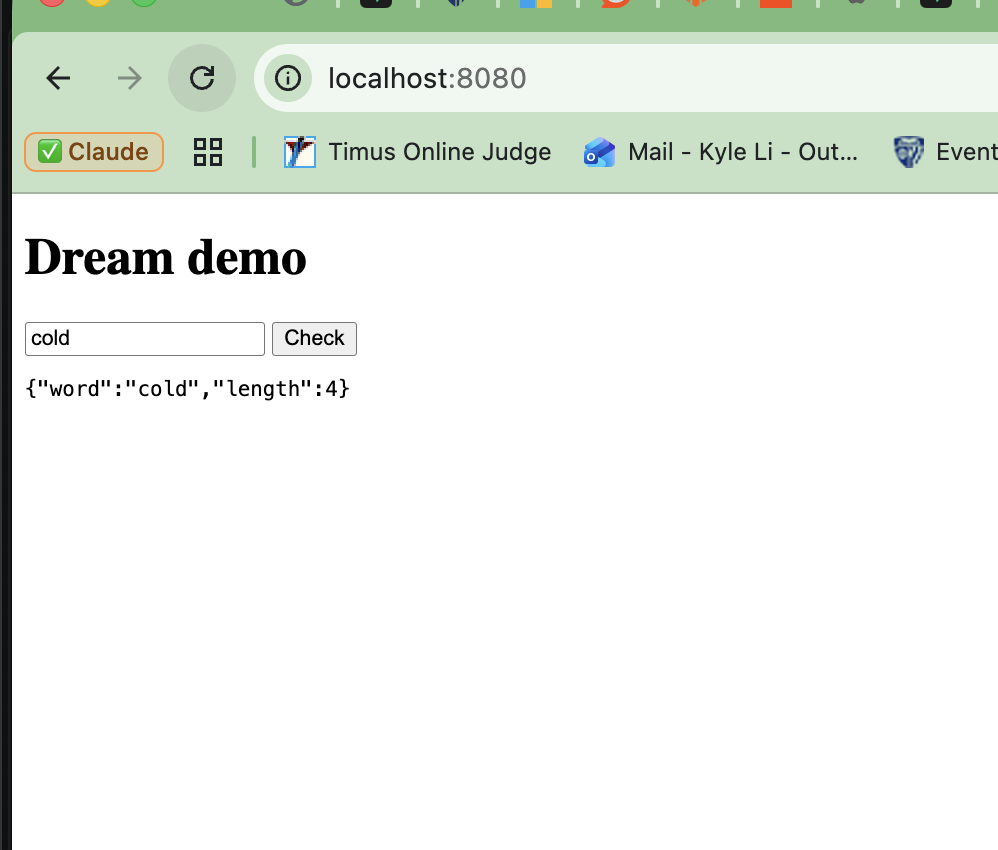 localhost:8080
✅ Claude
Timus Online Judge
Mail - Kyle Li - Out...
Event
Dream demo
cold
Check
{"word":"cold","length":4}